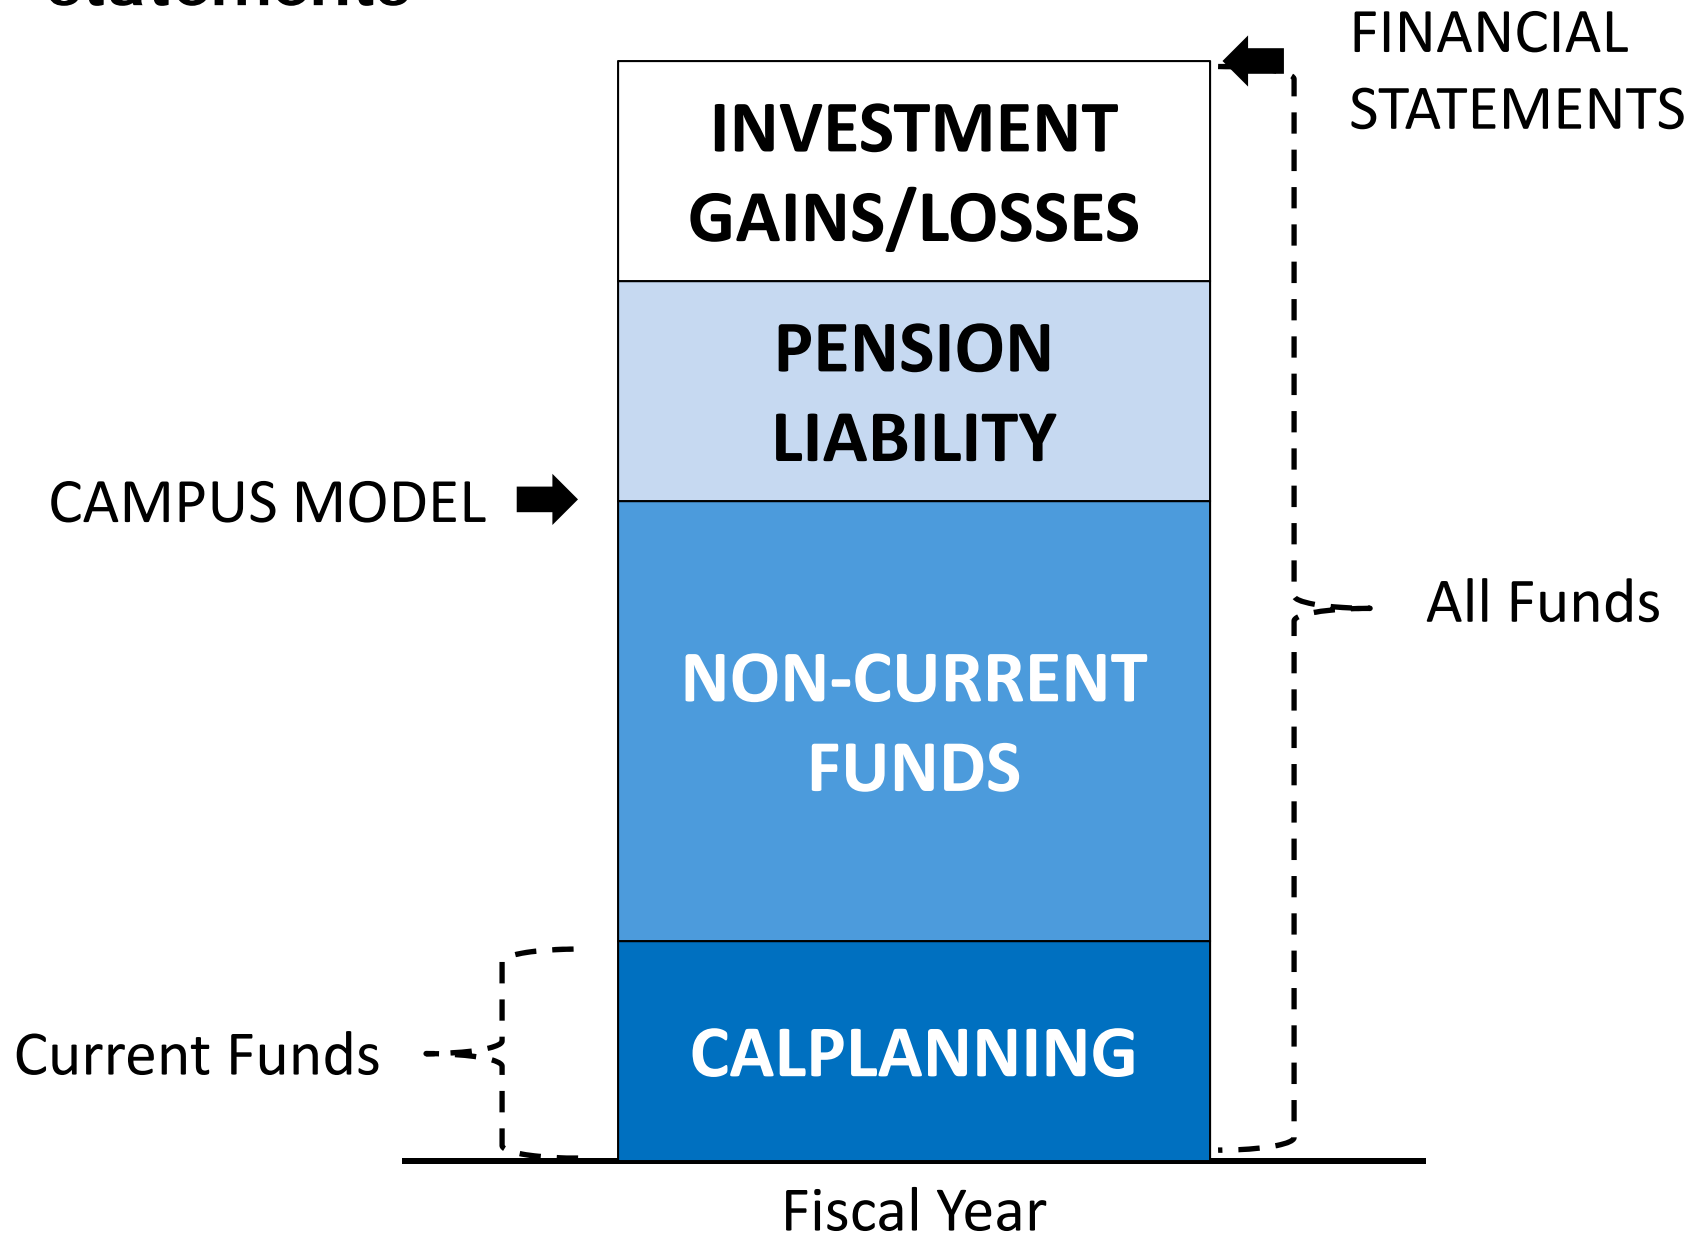 statements
FINANCIAL
STATEMENTS
INVESTMENT
GAINS/LOSSES
PENSION
LIABILITY
CAMPUS MODEL
All Funds
NON-CURRENT
FUNDS
Current Funds
CALPLANNING
Fiscal Year